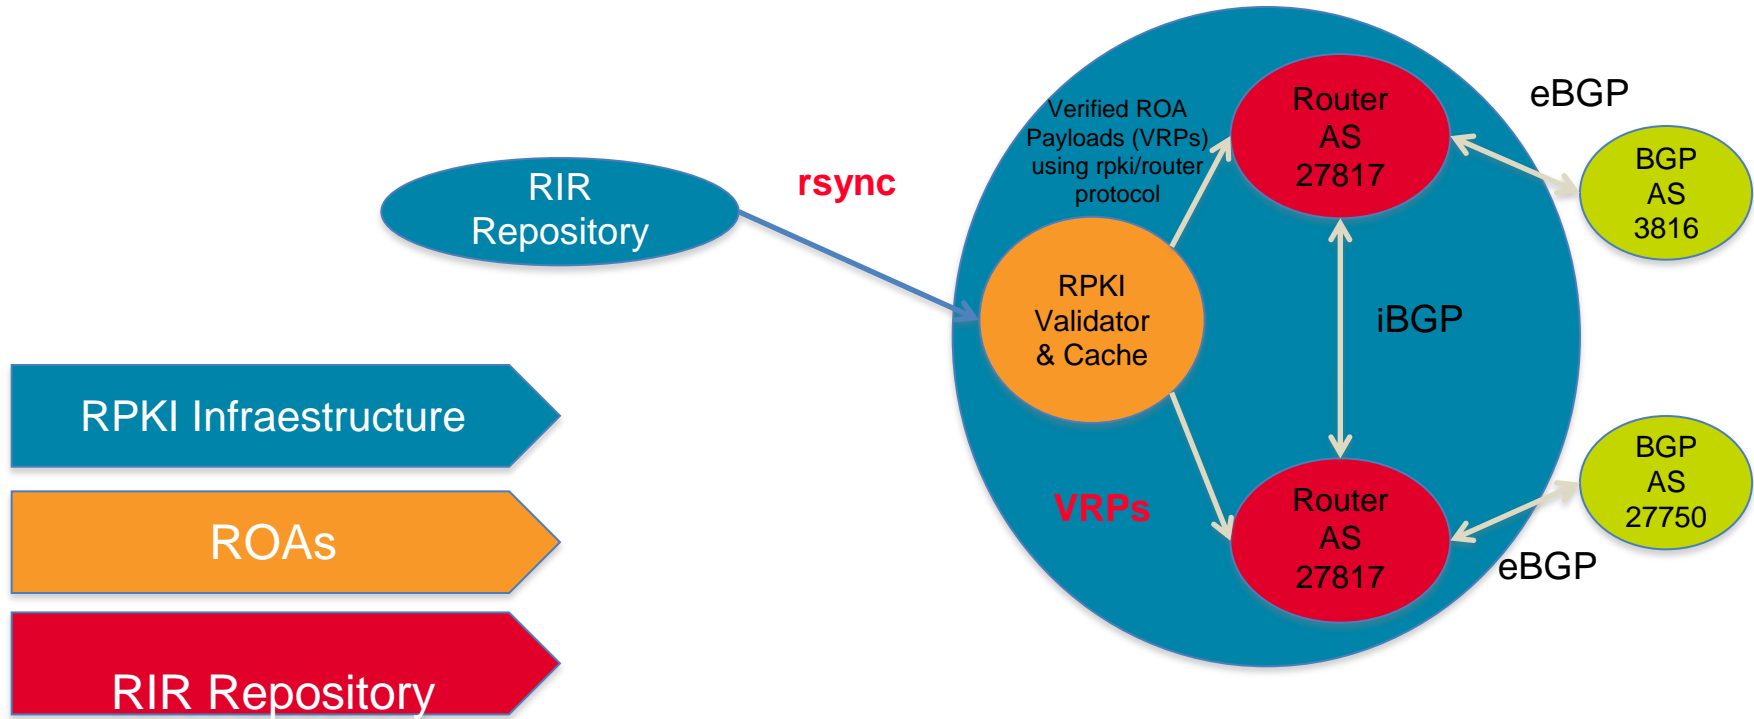 RIR
Repository
rsync
Verified ROA
Payloads (VRPs)
using rpki/router
protocol
Router
AS
27817
eBGP
BGP
AS
3816
RPKI
Validator
& Cache
iBGP
RPKI Infraestructure
ROAs
RIR Repository
VRPs
Router
AS
27817
eBGP
BGP
AS
27750